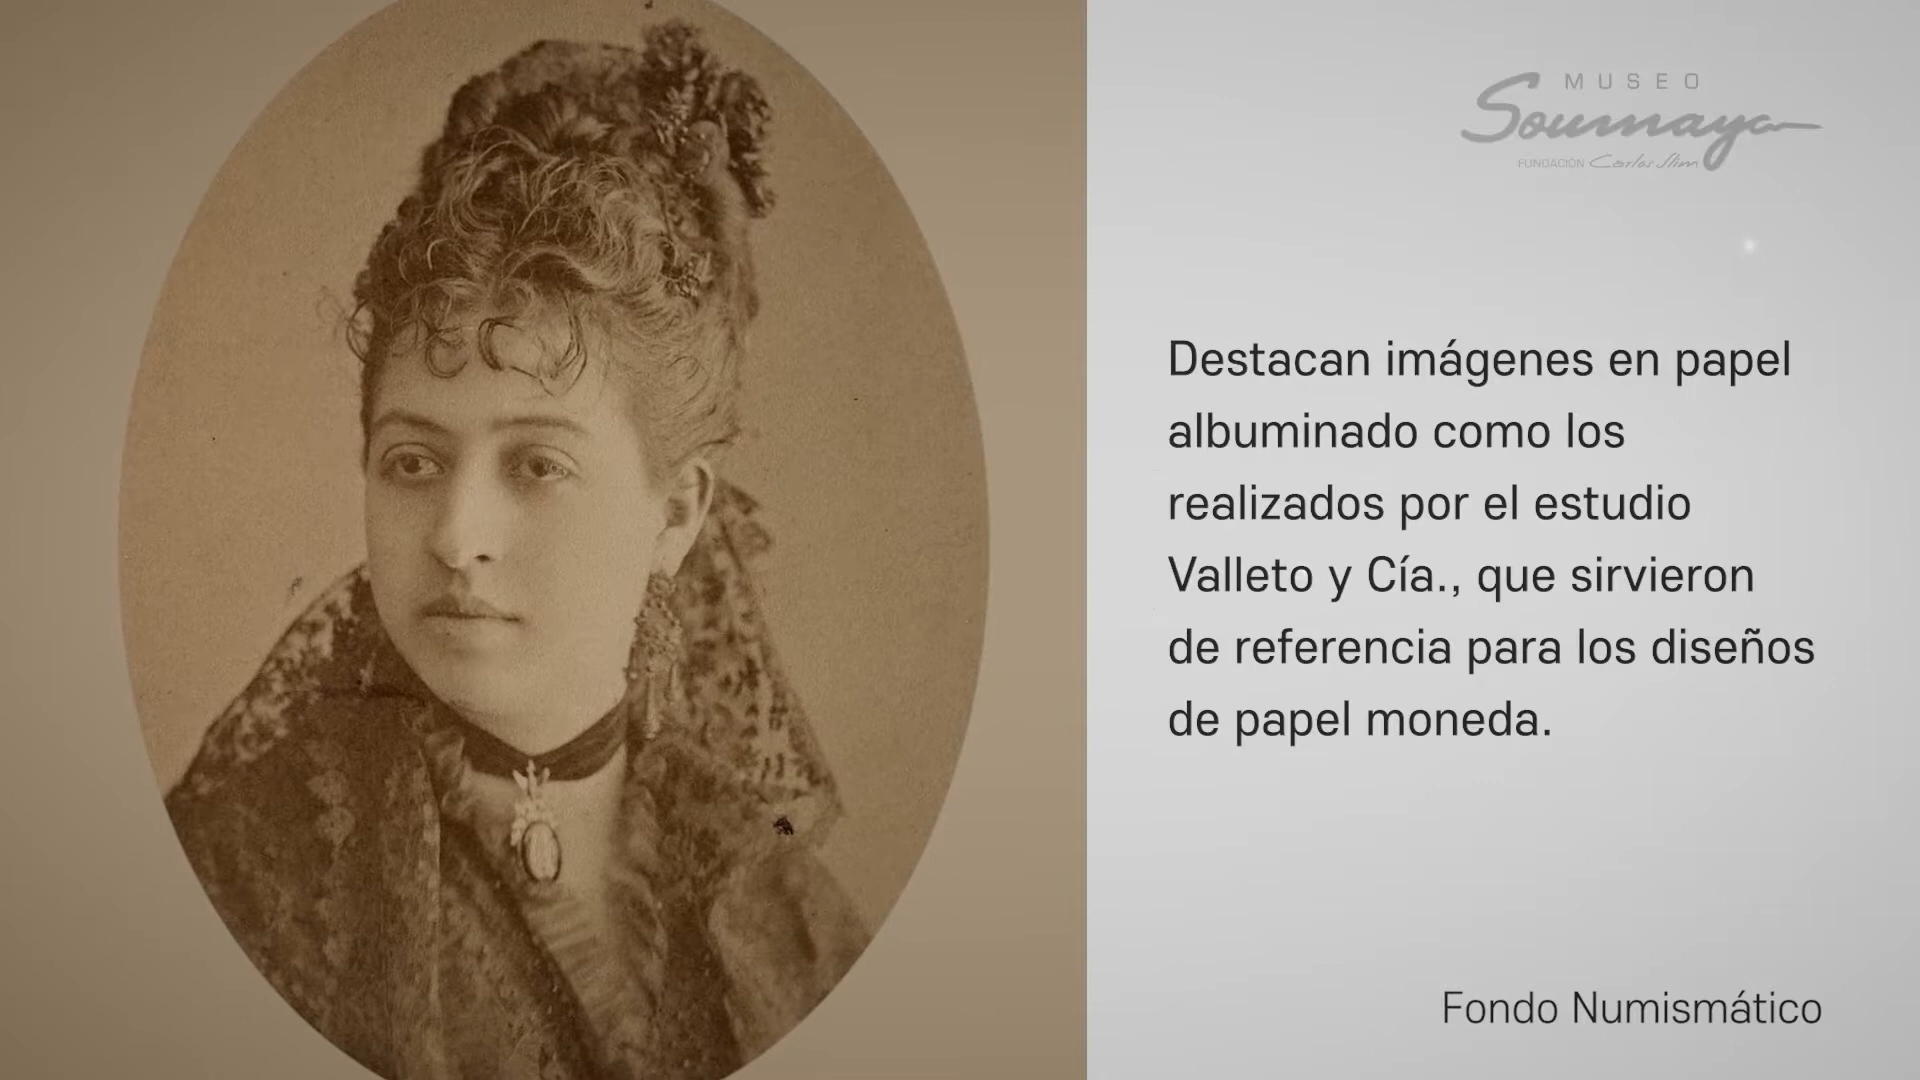 MUSEO
Soumaya
FUNDACIÓN Carlos Slim
Destacan imágenes en papel
albuminado como los
realizados por el estudio
Valleto y Cía., que sirvieron
de referencia para los diseños
de papel moneda.
Fondo Numismático